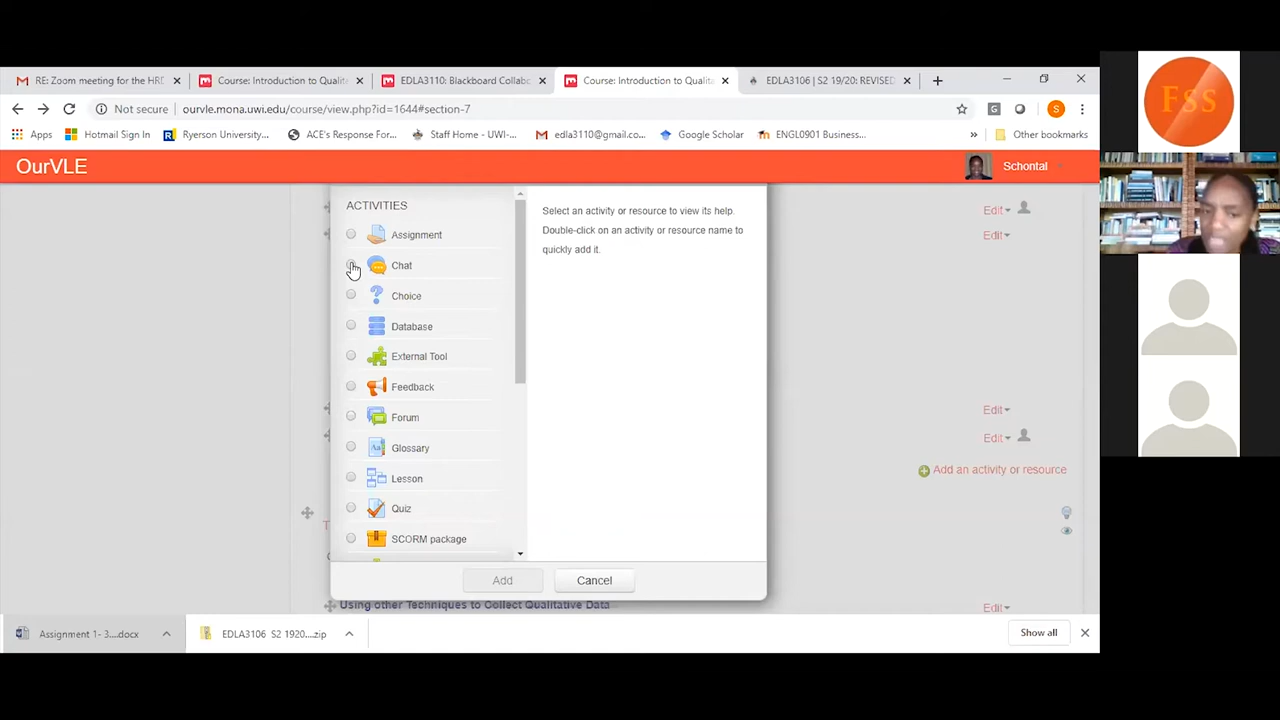 RE: Zoom meeting for the HRD
Course: Introduction to Qualita
EDLA3110: Blackboard Collabo
Course: Introduction to Qualita
EDLA3106 | S2 19/20: REVISED
Not secure
ourvle.mona.uwi.edu/course/view.php?id=1644#section-7
G
S
Apps
Hotmail Sign In
Ryerson University...
ACE's Response For...
Staff Home - UWI-...
edla3110@gmail.co...
Google Scholar
ENGL0901 Business...
»
Other bookmarks
OurVLE
Schontal
FSS
ACTIVITIES
Assignment
Chat
Choice
Database
External Tool
Feedback
Forum
Glossary
Lesson
Quiz
SCORM package
Select an activity or resource to view its help.
Double-click on an activity or resource name to
quickly add it.
Edit
Edit
Edit
Edit
Add an activity or resource
T
Add
Cancel
Using other Techniques to Collect Qualitative Data
Edit
Assignment 1- 3....docx
EDLA3106 S2 1920....zip
Show all